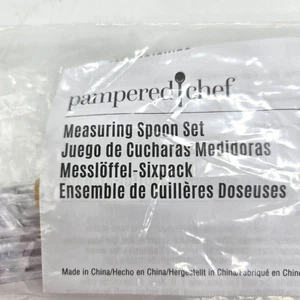 pampered chef
Measuring Spoon Set
Juego de Cucharas Medidoras
Messlöffel-Sixpack
Ensemble de Cuillères Doseuses
Made in China/Hecho en China/Hergestellt in China/Fabriqué en Chin